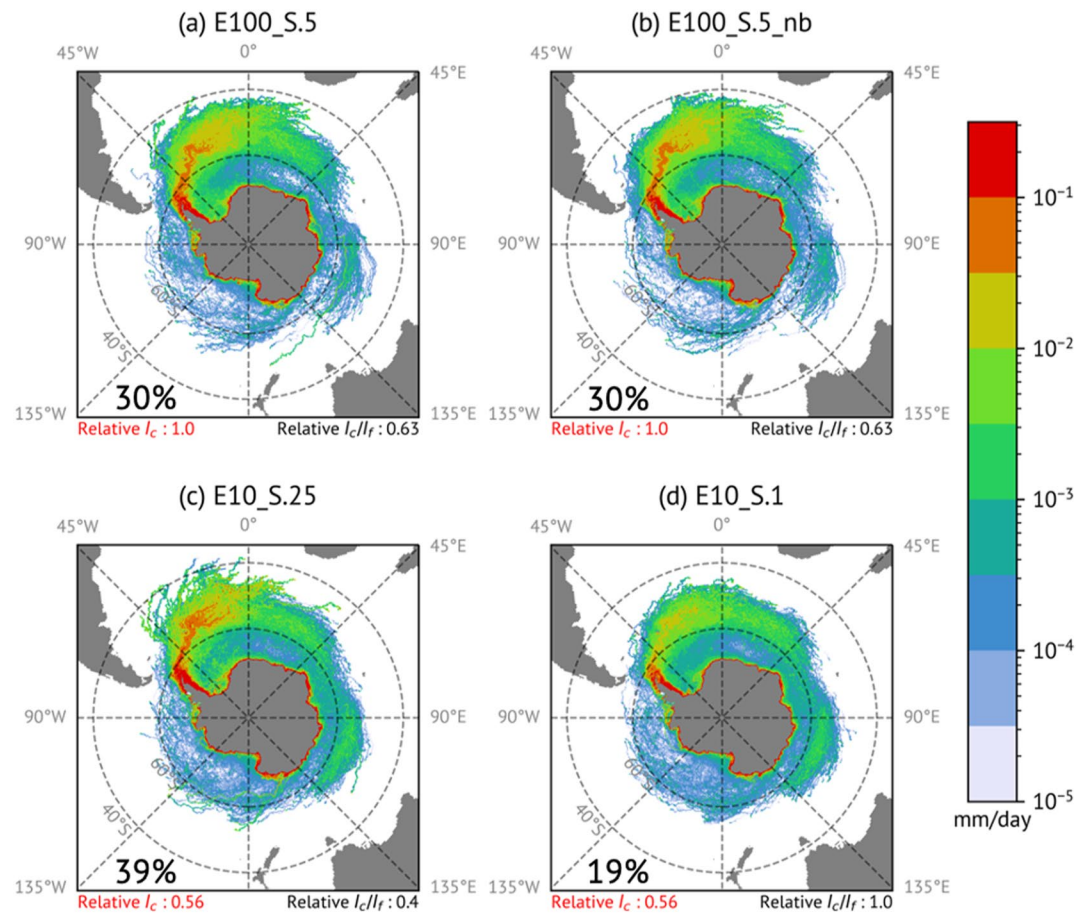 (a) E100_S.5
(b) E100_S.5_nb
45°W 0° 45°E
45°W 0° 45°E
90°W 90°E
90°W 90°E
60°S
60°S
40°S
40°S
30%
30%
135°W 135°E
135°W 135°E
Relative I_c : 1.0 Relative I_c/I_f : 0.63
Relative I_c : 1.0 Relative I_c/I_f : 0.63
(c) E10_S.25
(d) E10_S.1
45°W 0° 45°E
45°W 0° 45°E
90°W 90°E
90°W 90°E
60°S
60°S
40°S
40°S
39%
19%
135°W 135°E
135°W 135°E
Relative I_c : 0.56 Relative I_c/I_f : 0.4
Relative I_c : 0.56 Relative I_c/I_f : 1.0
10⁻¹
10⁻²
10⁻³
10⁻⁴
10⁻⁵
mm/day